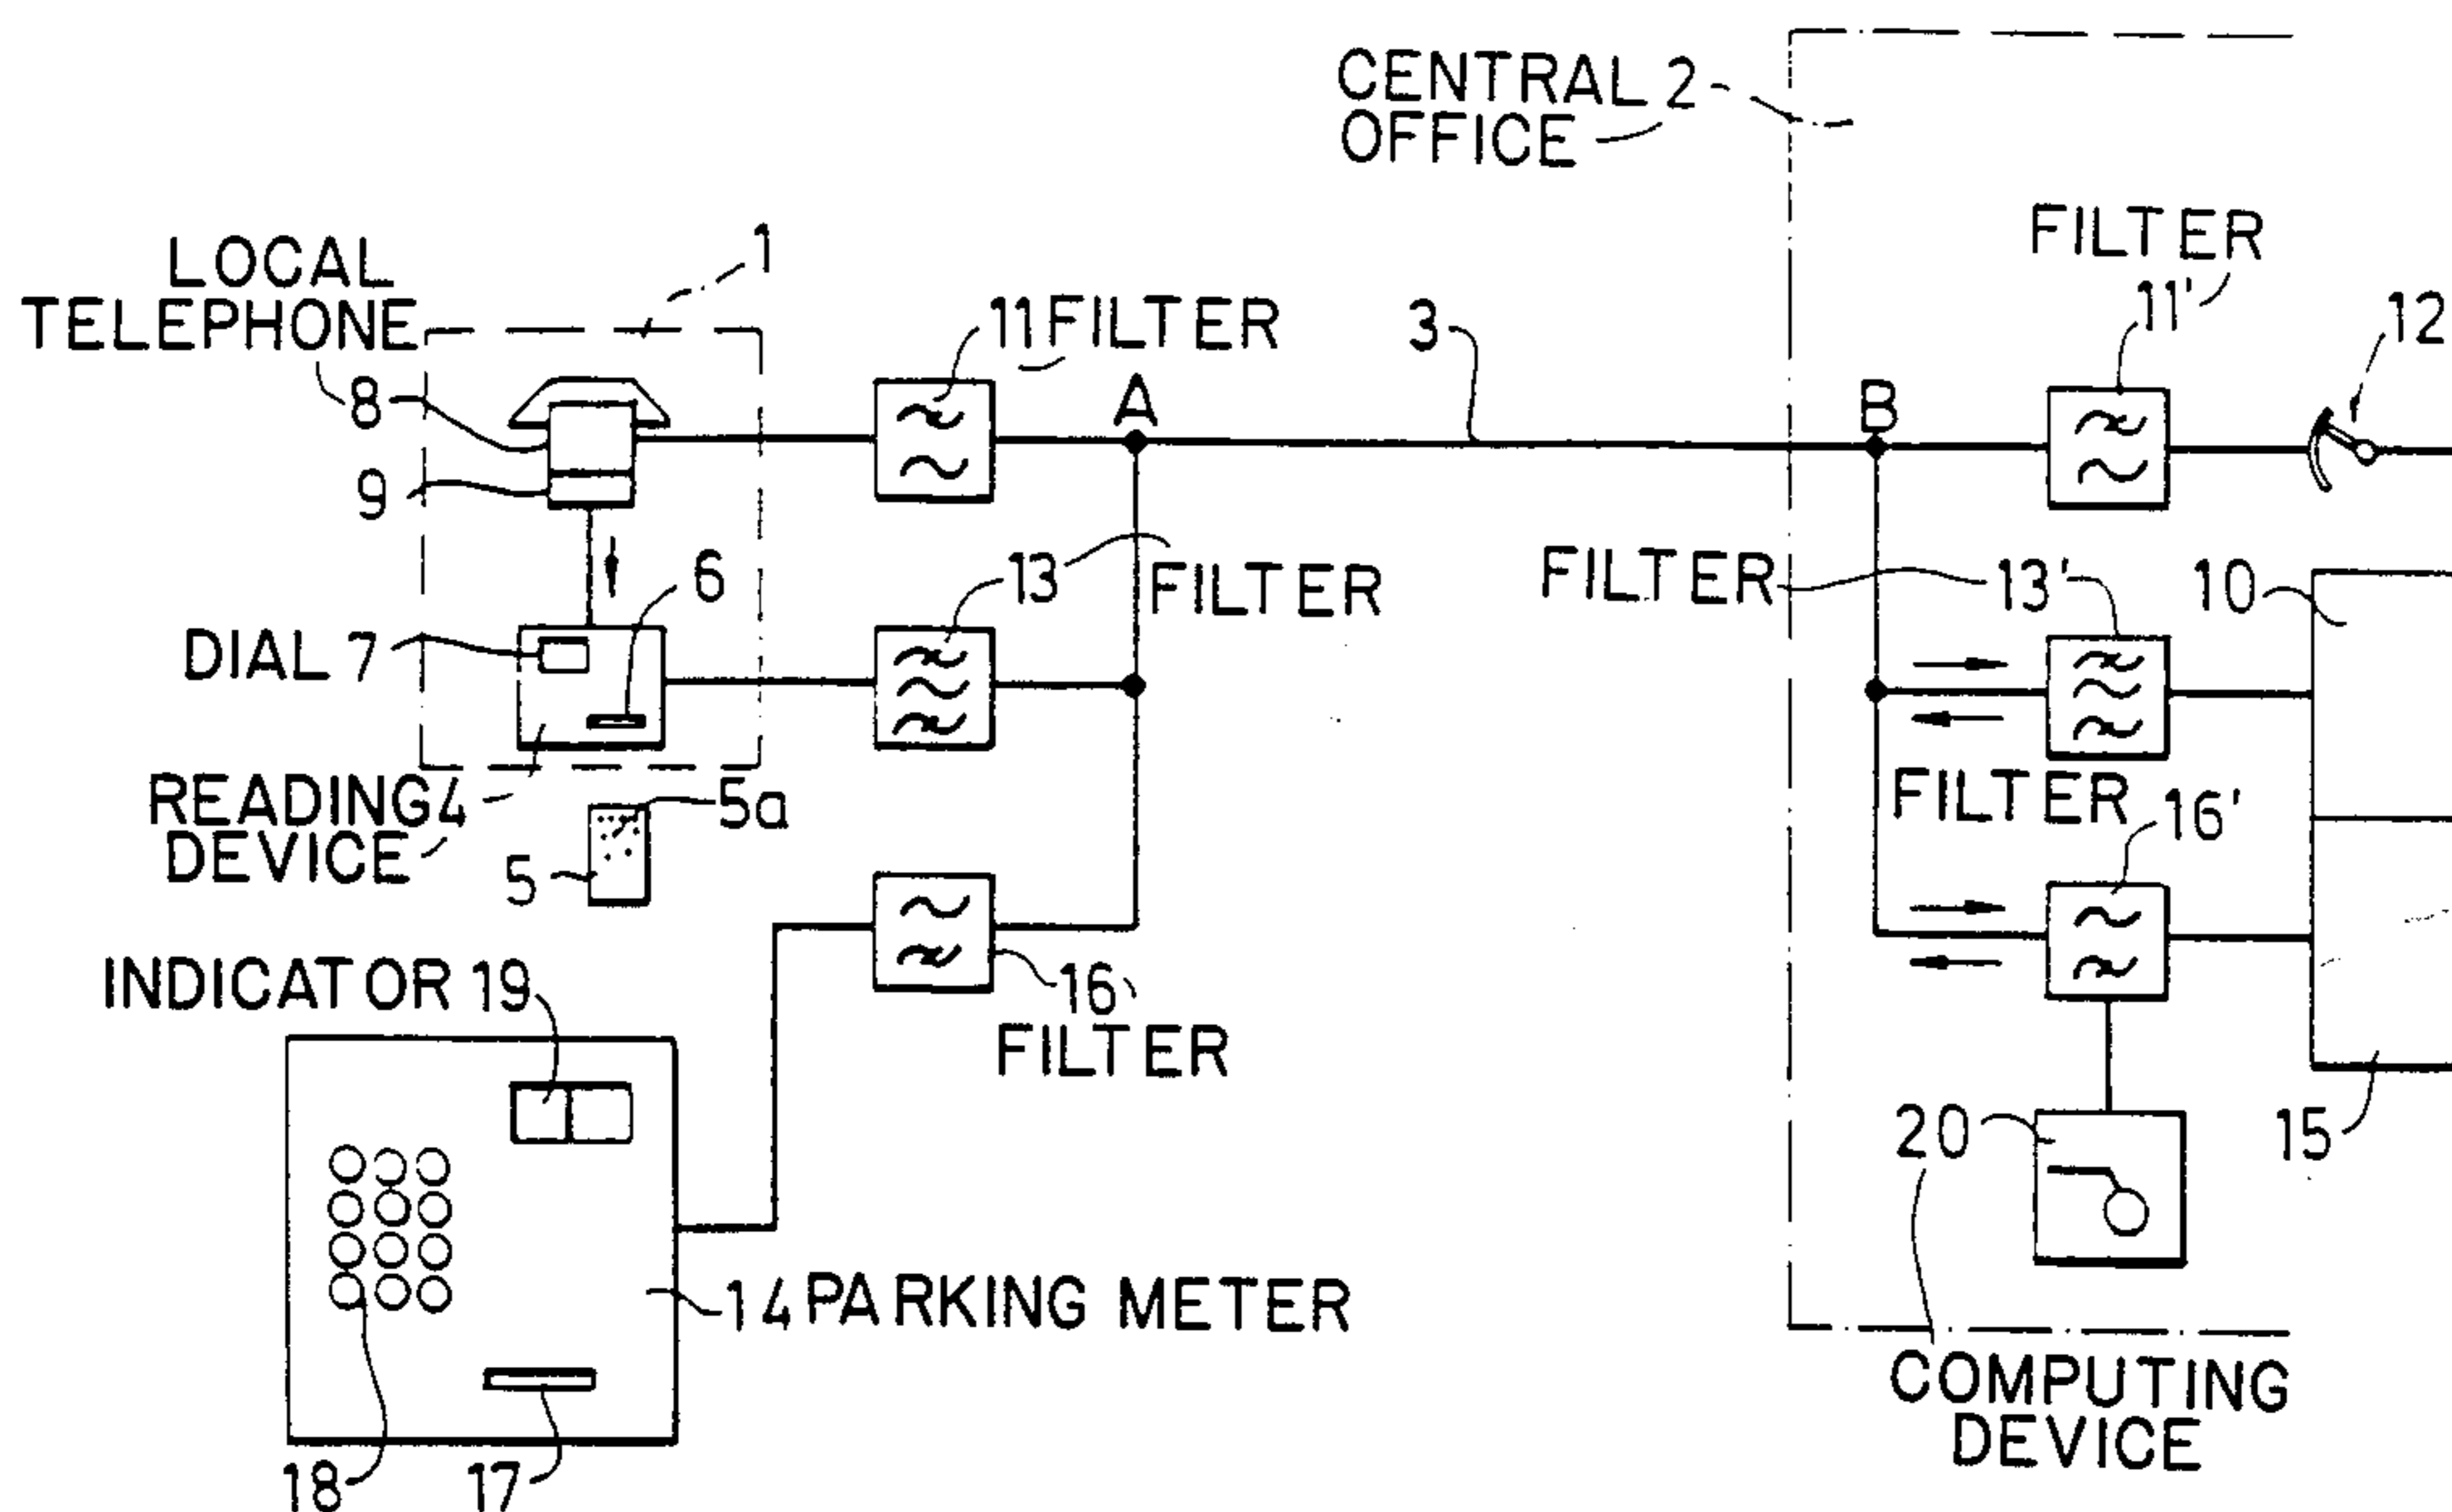 CENTRAL 2
OFFICE
FILTER
11'
12
LOCAL
TELEPHONE
1
11 FILTER
3
8
A
B
9
6
13
FILTER
FILTER
13'
10
DIAL 7
READING 4
DEVICE
5a
5
FILTER
16'
INDICATOR 19
16
FILTER
20
15
14 PARKING METER
COMPUTING
DEVICE
18
17